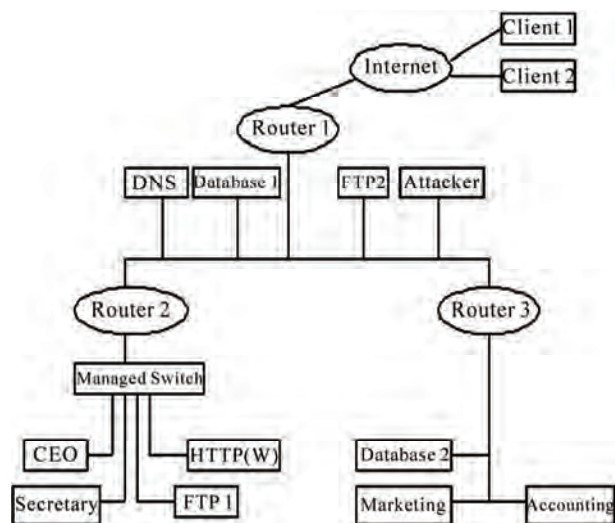 Client 1
Internet
Client 2
Router 1
DNS
Database 1
FTP2
Attacker
Router 2
Router 3
Managed Switch
CEO
HTTP(W)
Database 2
Secretary
FTP 1
Marketing
Accounting